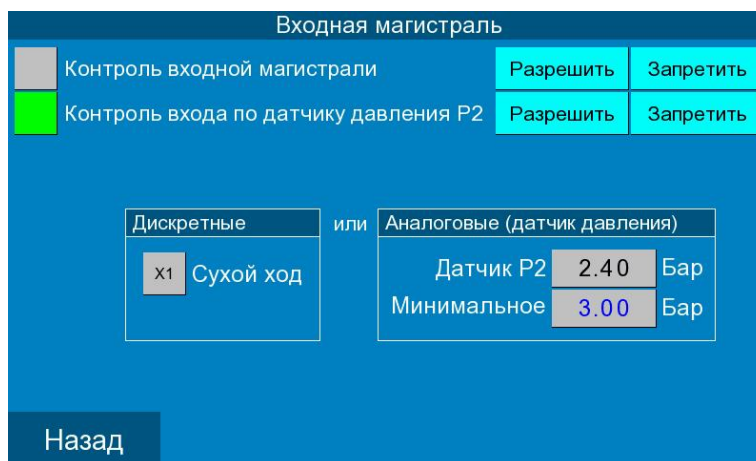 Входная магистраль
Контроль входной магистрали Разрешить Запретить
Контроль входа по датчику давления P2 Разрешить Запретить
Дискретные или Аналоговые (датчик давления)
X1 Сухой ход Датчик P2 2.40 Бар
Минимальное 3.00 Бар
Назад